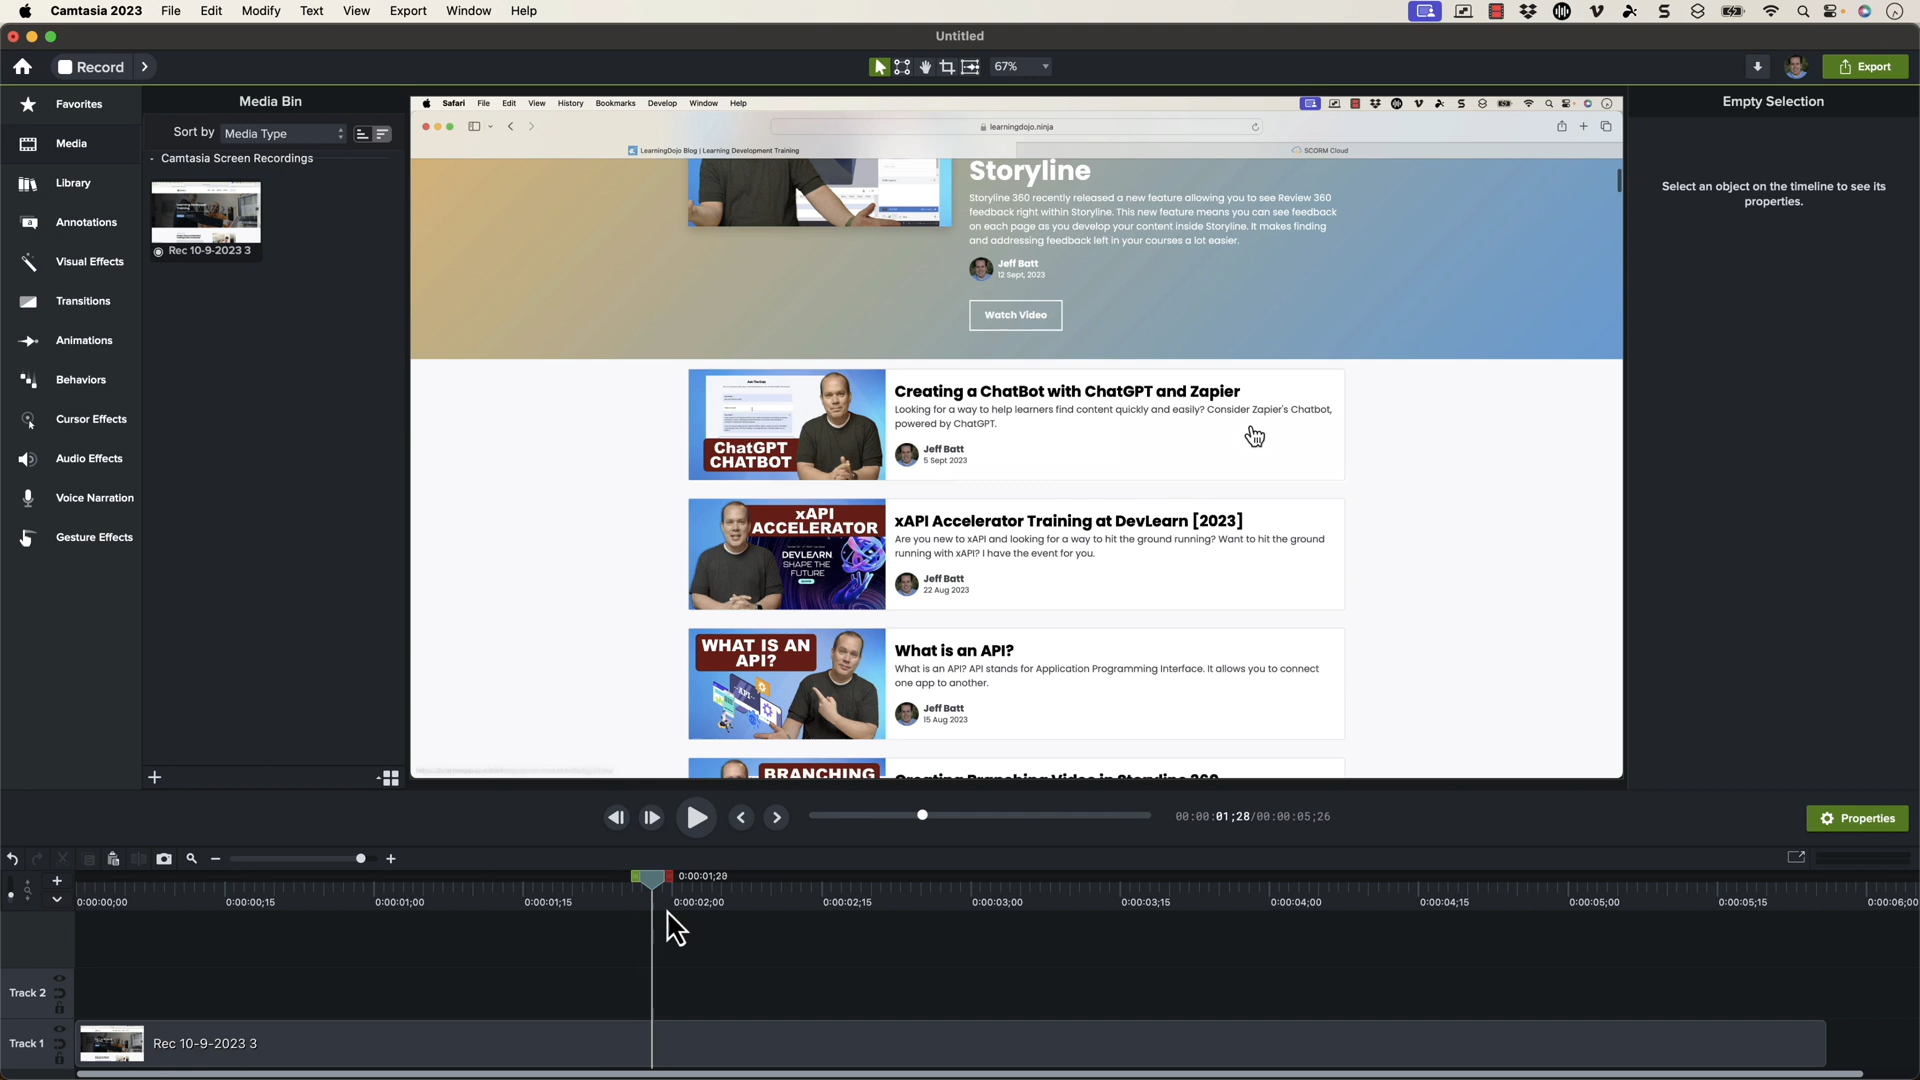 Camtasia 2023 File Edit Modify Text View Export Window Help
Untitled
Record
67%
Export
Favorites
Media
Library
Annotations
Visual Effects
Transitions
Animations
Behaviors
Cursor Effects
Audio Effects
Voice Narration
Gesture Effects
Media Bin
Sort by Media Type
- Camtasia Screen Recordings
Rec 10-9-2023 3
Safari File Edit View History Bookmarks Develop Window Help
learningdojo.ninja
LearningDojo Blog | Learning Development Training
SCORM Cloud
Storyline
Storyline 360 recently released a new feature allowing you to see Review 360
feedback right within Storyline. This new feature means you can see feedback
on each page as you develop your content inside Storyline. It makes finding
and addressing feedback left in your courses a lot easier.
Jeff Batt
12 Sept, 2023
Watch Video
ChatGPT
CHATBOT
Creating a ChatBot with ChatGPT and Zapier
Looking for a way to help learners find content quickly and easily? Consider Zapier's Chatbot,
powered by ChatGPT.
Jeff Batt
5 Sept 2023
xAPI
ACCELERATOR
DEVLEARN
SHAPE THE
FUTURE
xAPI Accelerator Training at DevLearn [2023]
Are you new to xAPI and looking for a way to hit the ground running? Want to hit the ground
running with xAPI? I have the event for you.
Jeff Batt
22 Aug 2023
WHAT IS AN
API?
API
What is an API?
What is an API? API stands for Application Programming Interface. It allows you to connect
one app to another.
Jeff Batt
15 Aug 2023
BRANCHING
Creating Branching Video in Storyline 360
Empty Selection
Select an object on the timeline to see its
properties.
00:00:01;28/00:00:05;26
Properties
0:00:01;28
0:00:00;00 0:00:00;15 0:00:01;00 0:00:01;15 0:00:02;00 0:00:02;15 0:00:03;00 0:00:03;15 0:00:04;00 0:00:04;15 0:00:05;00 0:00:05;15 0:00:06;00
Track 2
Track 1
Rec 10-9-2023 3